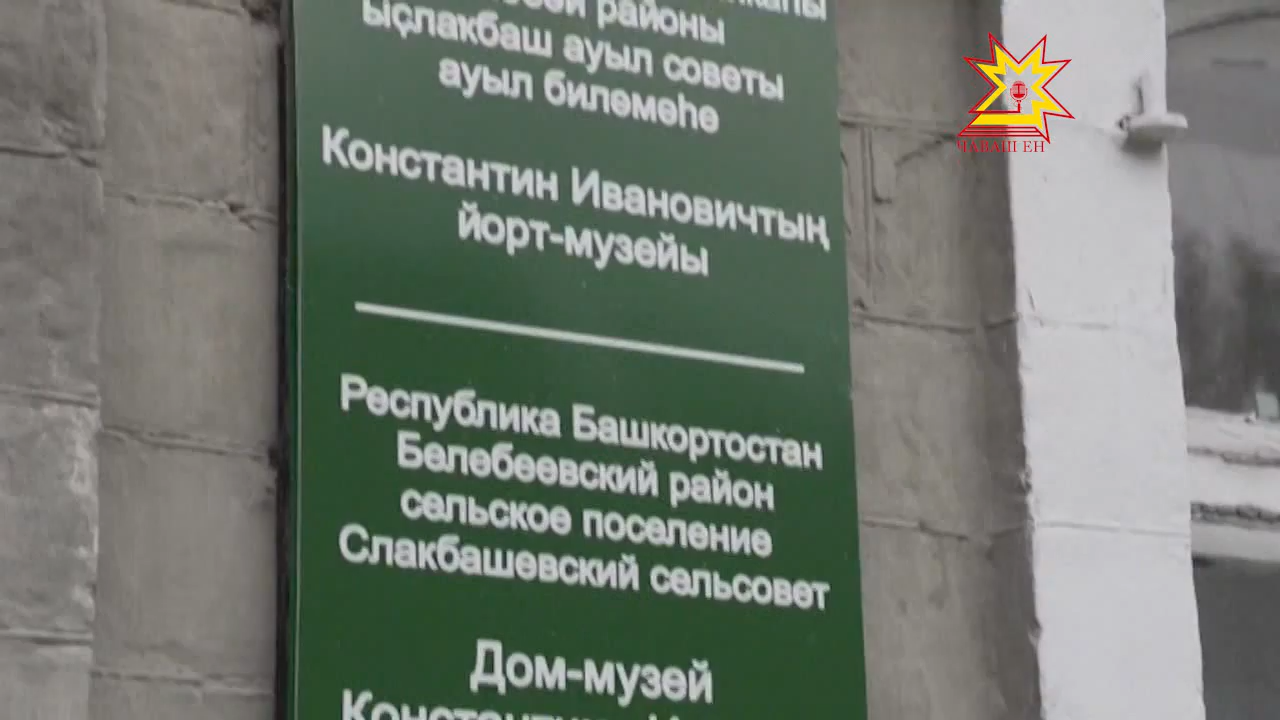 районы
ыҫлаҡбаш ауыл советы
ауыл биләмәһе
Константин Ивановичтың
йорт-музейы
Республика Башкортостан
Белебеевский район
сельское поселение
Слакбашевский сельсовет
Дом-музей
ЧӐВАШ ЕН